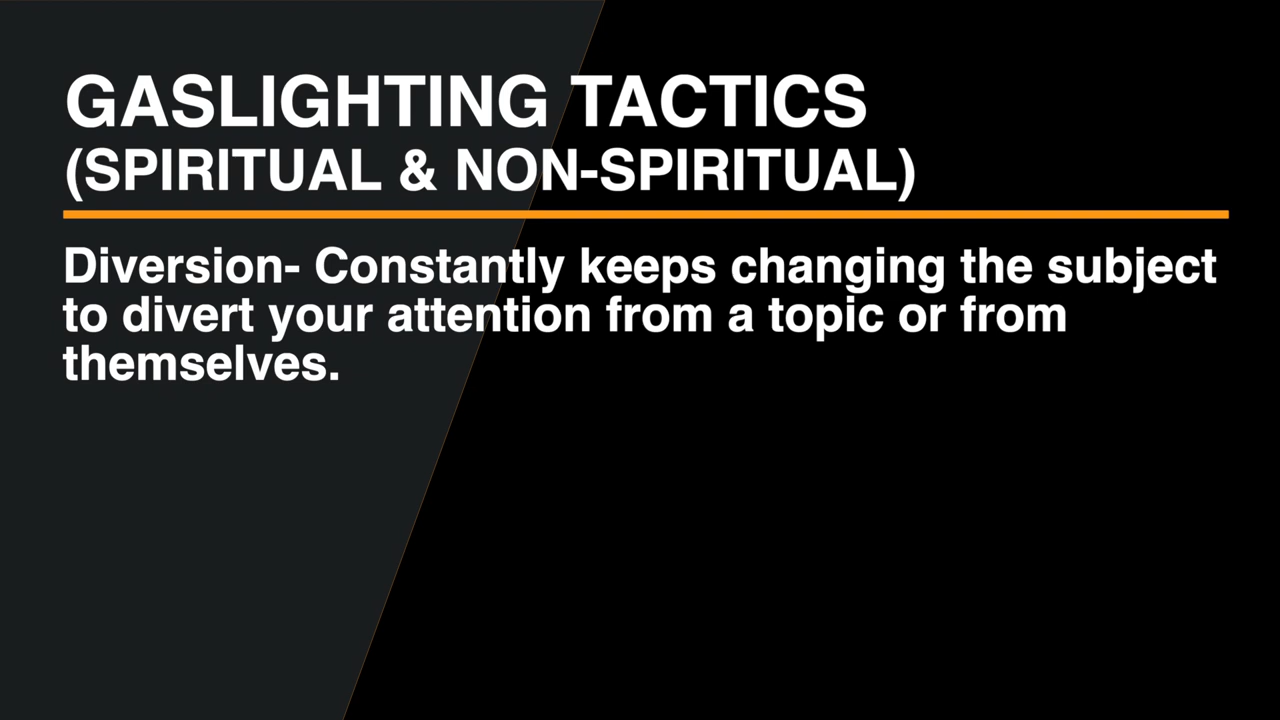 GASLIGHTING TACTICS
(SPIRITUAL & NON-SPIRITUAL)
Diversion- Constantly keeps changing the subject
to divert your attention from a topic or from
themselves.